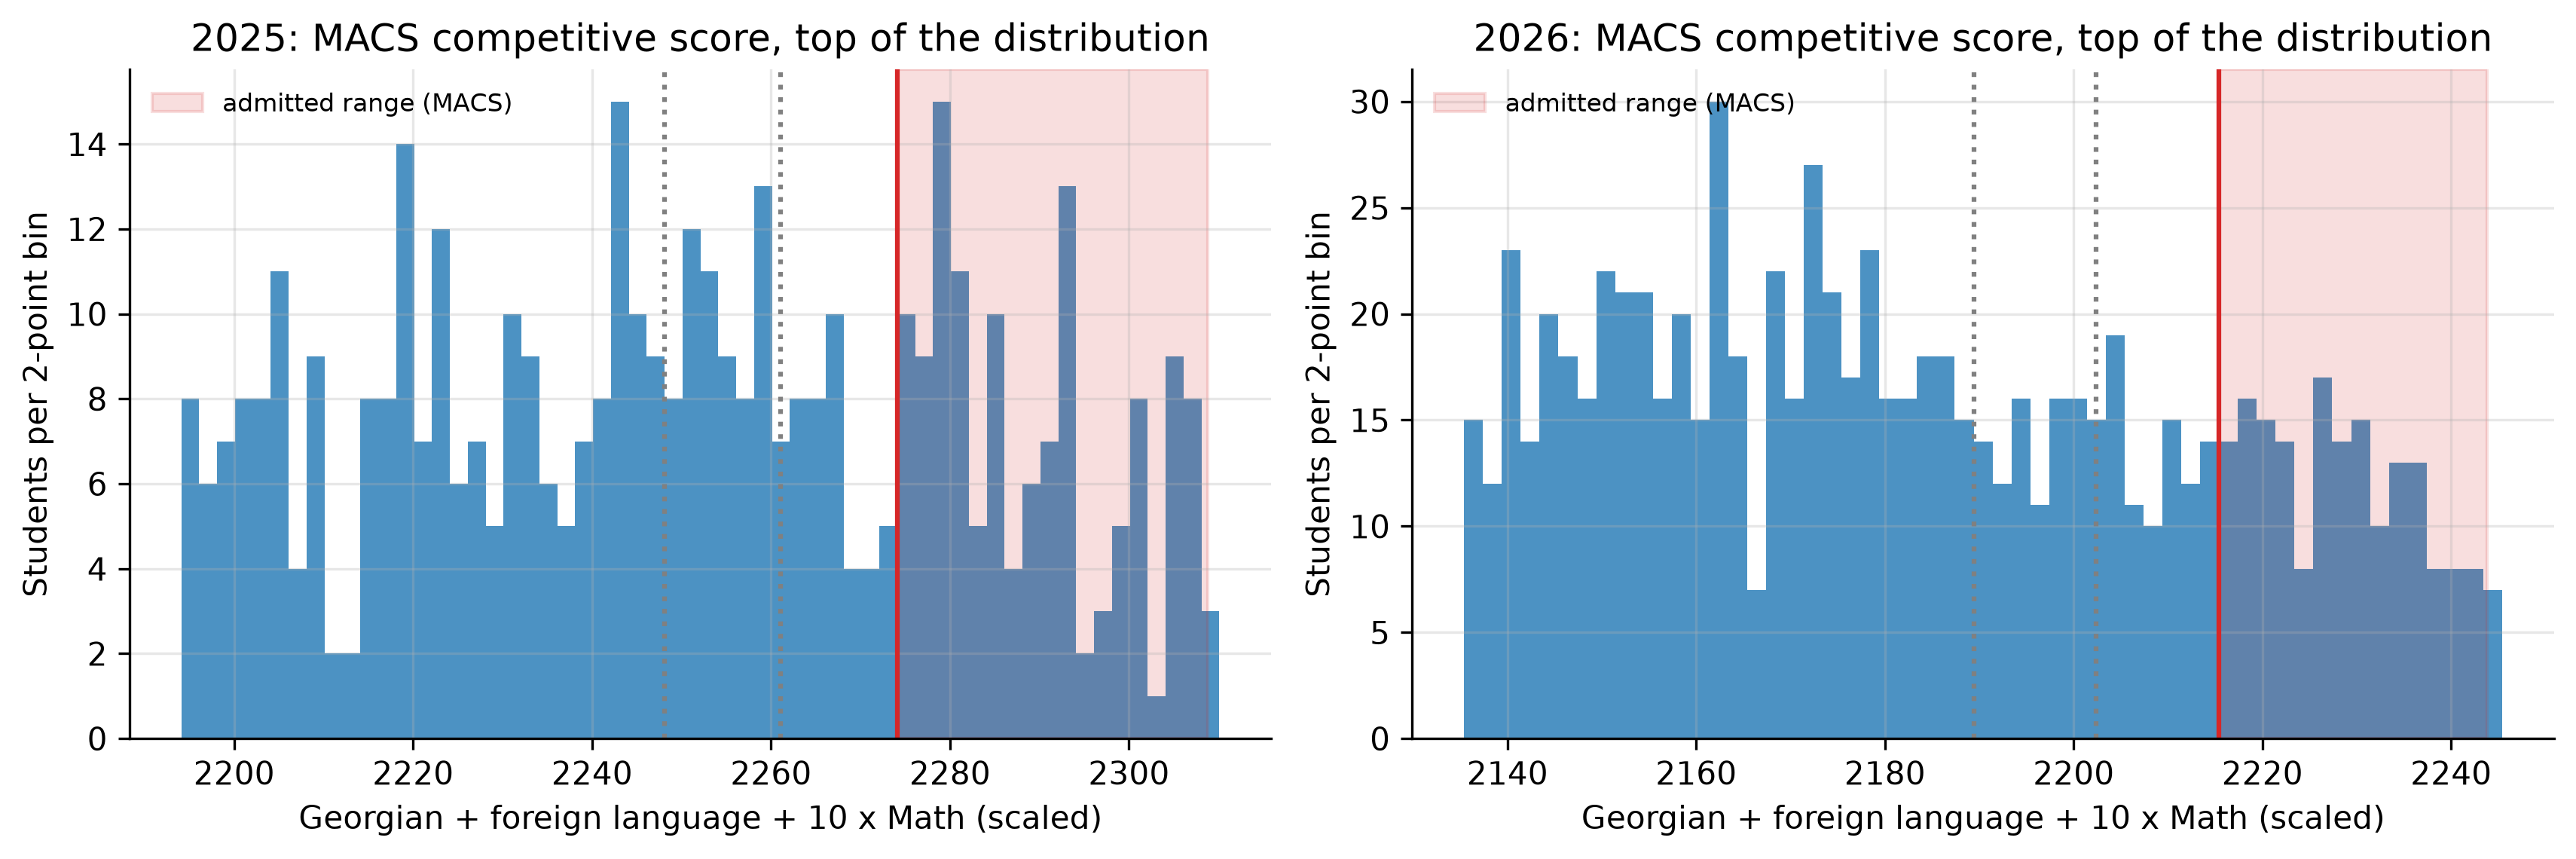 2025: MACS competitive score, top of the distribution
admitted range (MACS)
Students per 2-point bin
14
12
10
8
6
4
2
0
2200 2220 2240 2260 2280 2300
Georgian + foreign language + 10 x Math (scaled)
2026: MACS competitive score, top of the distribution
admitted range (MACS)
Students per 2-point bin
30
25
20
15
10
5
0
2140 2160 2180 2200 2220 2240
Georgian + foreign language + 10 x Math (scaled)